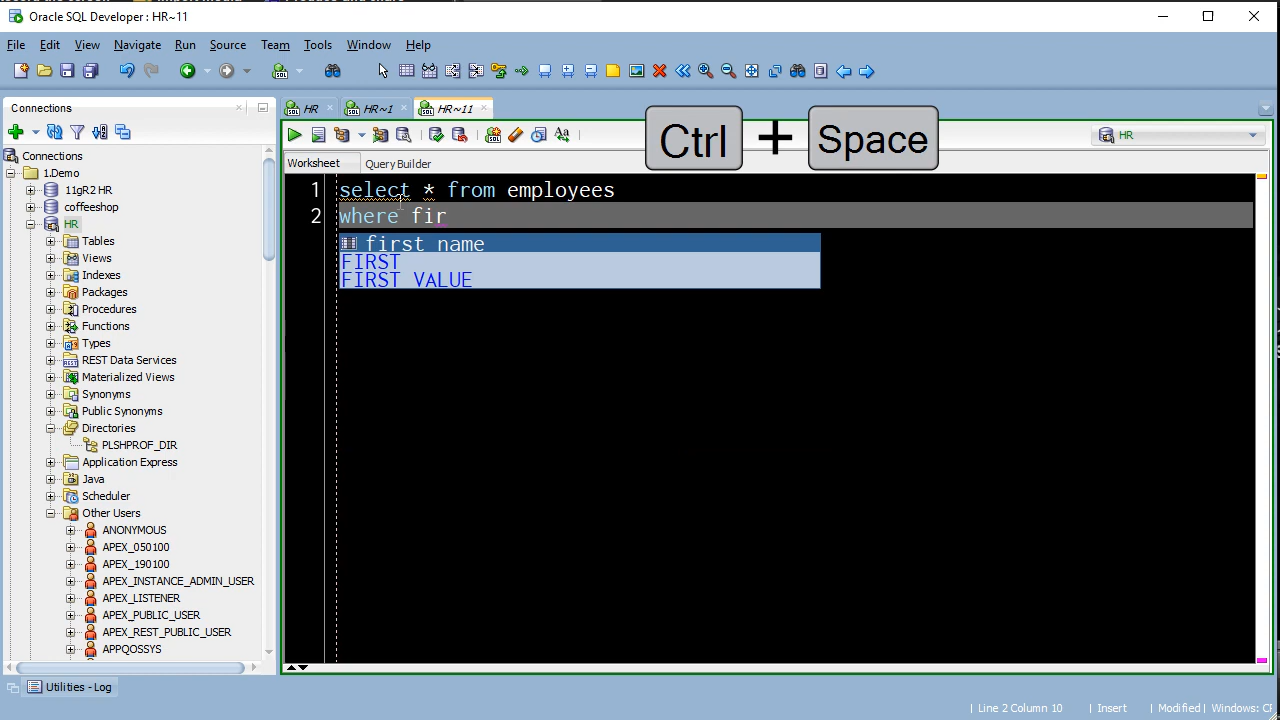 Oracle SQL Developer : HR~11
File Edit View Navigate Run Source Team Tools Window Help
Connections
Connections
1.Demo
11gR2 HR
coffeeshop
HR
Tables
Views
Indexes
Packages
Procedures
Functions
Types
REST Data Services
Materialized Views
Synonyms
Public Synonyms
Directories
PLSHPROF_DIR
Application Express
Java
Scheduler
Other Users
ANONYMOUS
APEX_050100
APEX_190100
APEX_INSTANCE_ADMIN_USER
APEX_LISTENER
APEX_PUBLIC_USER
APEX_REST_PUBLIC_USER
APPQOSSYS
HR HR~1 HR~11
Ctrl + Space
HR
Worksheet Query Builder
1 select * from employees
2 where fir
first_name
FIRST
FIRST_VALUE
Utilities - Log
Line 2 Column 10 | Insert | Modified | Windows: